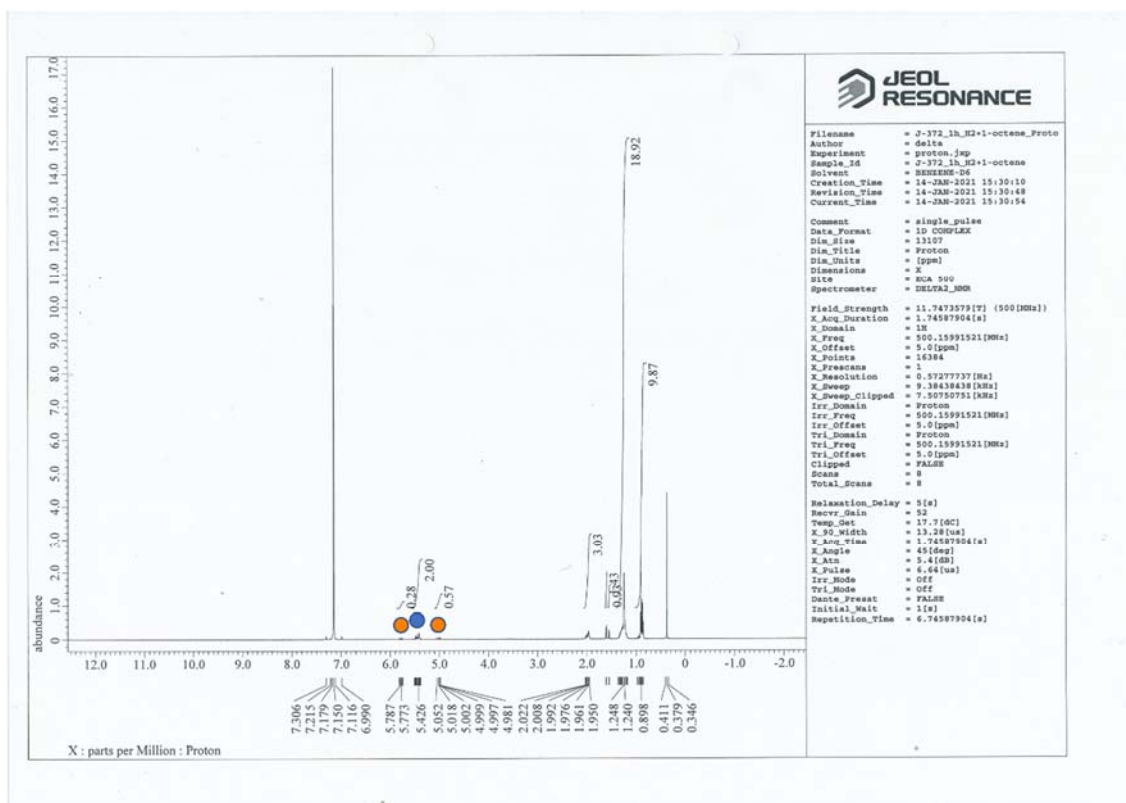 JEOL
RESONANCE
Filename = J-372_1h_H2+1-octene_Proto
Author = delta
Experiment = proton.jxp
Sample_Id = J-372_1h_H2+1-octene
Solvent = BENZENE-D6
Creation_Time = 14-JAN-2021 15:30:10
Revision_Time = 14-JAN-2021 15:30:48
Current_Time = 14-JAN-2021 15:30:54
Comment = single_pulse
Data_Format = 1D COMPLEX
Dim_Size = 13107
Dim_Title = Proton
Dim_Units = [ppm]
Dimensions = X
Site = ECA 500
Spectrometer = DELTA2_NMR
Field_Strength = 11.7473579[T] (500[MHz])
X_Acq_Duration = 1.74587904[s]
X_Domain = 1H
X_Freq = 500.15991521[MHz]
X_Offset = 5.0[ppm]
X_Points = 16384
X_Prescans = 1
X_Resolution = 0.57277737[Hz]
X_Sweep = 9.38438438[kHz]
X_Sweep_Clipped = 7.50750751[kHz]
Irr_Domain = Proton
Irr_Freq = 500.15991521[MHz]
Irr_Offset = 5.0[ppm]
Tri_Domain = Proton
Tri_Freq = 500.15991521[MHz]
Tri_Offset = 5.0[ppm]
Clipped = FALSE
Scans = 8
Total_Scans = 8
Relaxation_Delay = 5[s]
Recvr_Gain = 52
Temp_Get = 17.7[dC]
X_90_Width = 13.28[us]
X_Acq_Time = 1.74587904[s]
X_Angle = 45[deg]
X_Atn = 5.4[dB]
X_Pulse = 6.64[us]
Irr_Mode = Off
Tri_Mode = Off
Dante_Presat = FALSE
Initial_Wait = 1[s]
Repetition_Time = 6.74587904[s]
abundance
17.0
16.0
15.0
14.0
13.0
12.0
11.0
10.0
9.0
8.0
7.0
6.0
5.0
4.0
3.0
2.0
1.0
0
0.28
2.00
0.57
3.03
18.92
9.87
12.0 11.0 10.0 9.0 8.0 7.0 6.0 5.0 4.0 3.0 2.0 1.0 0 -1.0 -2.0
7.306
7.215
7.179
7.150
7.116
6.990
5.787
5.773
5.426
5.052
5.018
5.002
4.999
4.997
4.981
2.022
2.008
1.992
1.976
1.961
1.950
1.248
1.240
0.898
0.411
0.379
0.346
X : parts per Million : Proton